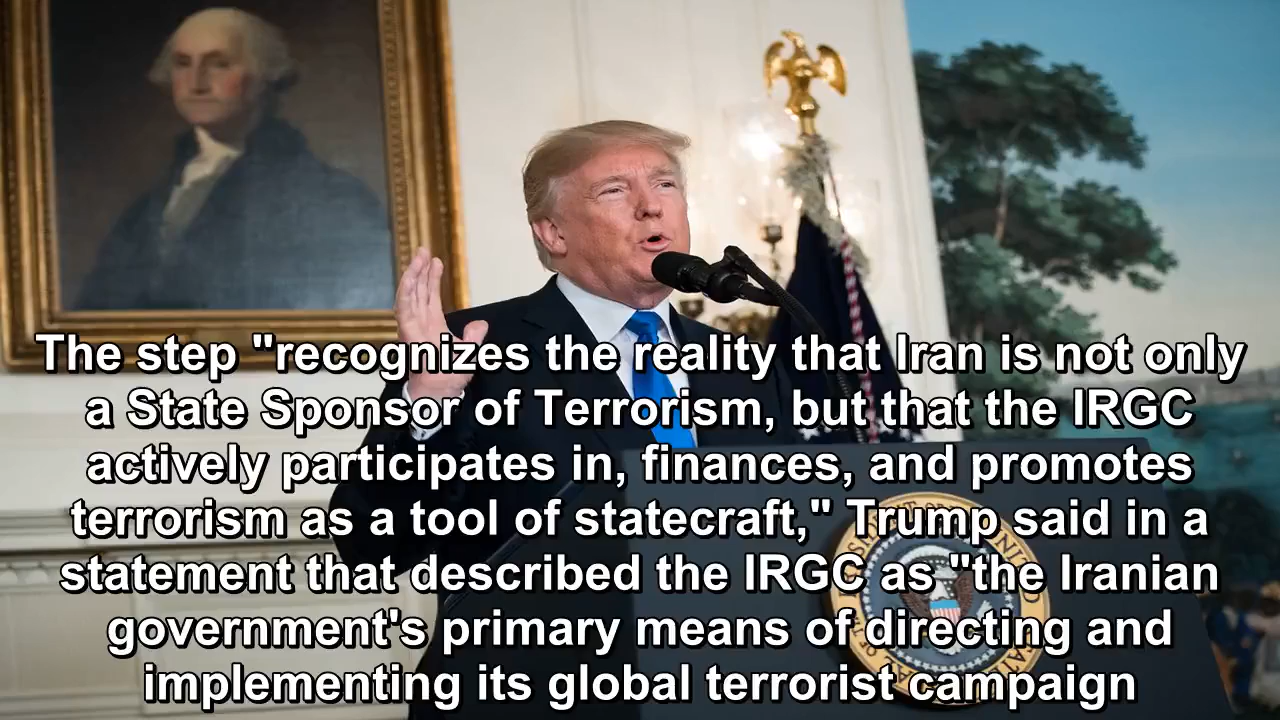 The step "recognizes the reality that Iran is not only
a State Sponsor of Terrorism, but that the IRGC
actively participates in, finances, and promotes
terrorism as a tool of statecraft," Trump said in a
statement that described the IRGC as "the Iranian
government's primary means of directing and
implementing its global terrorist campaign